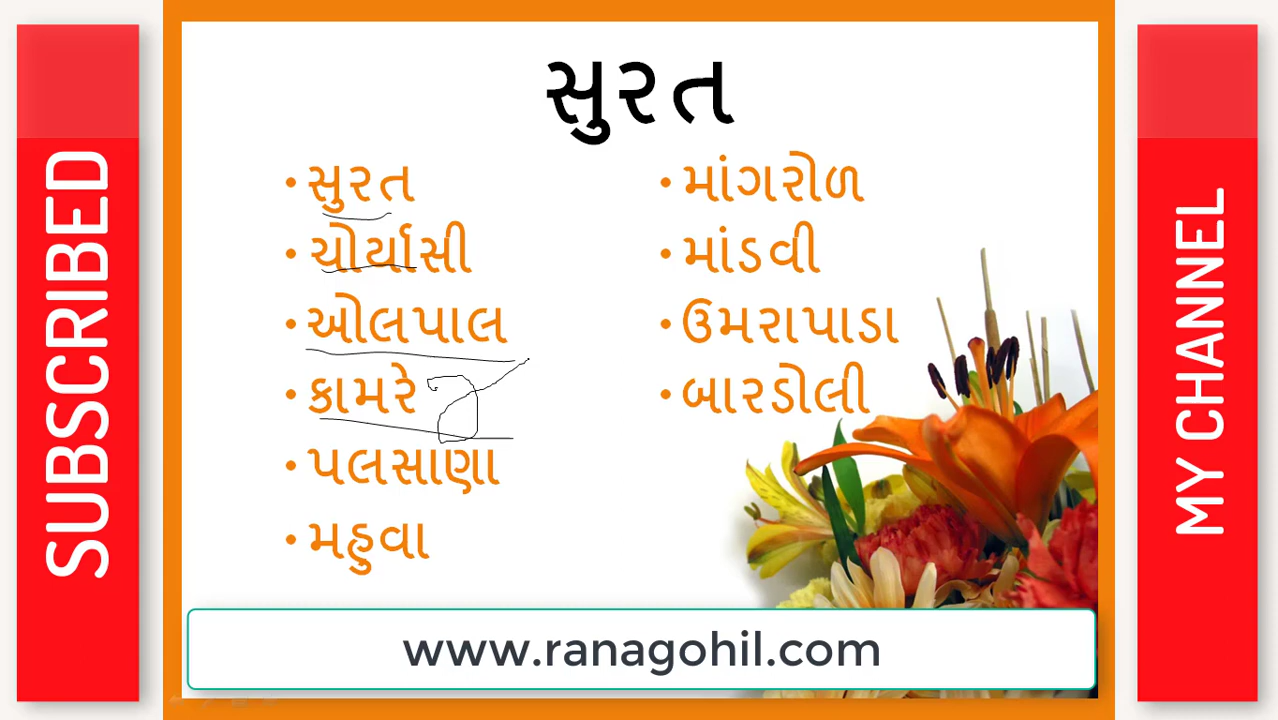 SUBSCRIBED
સુરત
• સુરત
• ચોર્યાસી
• ઓલપાલ
• કામરે
• પલસાણા
• મહુવા
• માંગરોળ
• માંડવી
• ઉમરાપાડા
• બારડોલી
www.ranagohil.com
MY CHANNEL